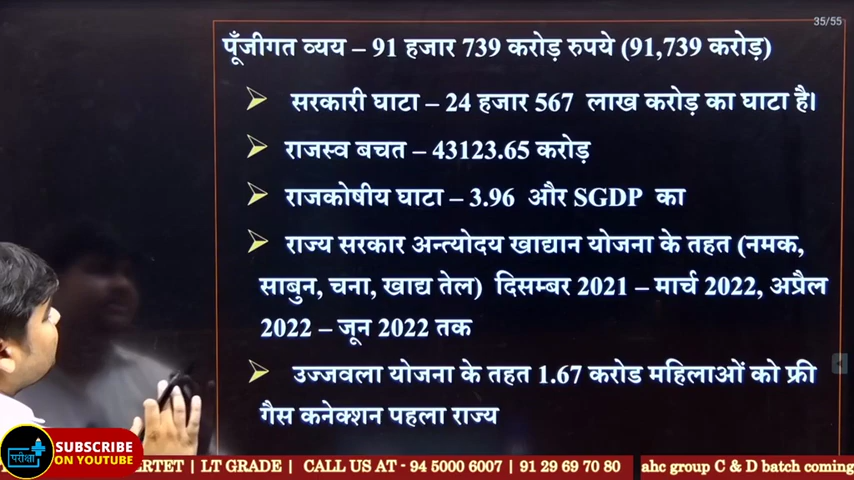 35/55
पूँजीगत व्यय – 91 हजार 739 करोड़ रुपये (91,739 करोड़)
सरकारी घाटा – 24 हजार 567 लाख करोड़ का घाटा है।
राजस्व बचत – 43123.65 करोड़
राजकोषीय घाटा – 3.96 और SGDP का
राज्य सरकार अन्त्योदय खाद्यान योजना के तहत (नमक,
साबुन, चना, खाद्य तेल) दिसम्बर 2021 – मार्च 2022, अप्रैल
2022 – जून 2022 तक
उज्जवला योजना के तहत 1.67 करोड महिलाओं को फ्री
गैस कनेक्शन पहला राज्य
परीक्षा
SUBSCRIBE
ON YOUTUBE
ERTET | LT GRADE | CALL US AT - 94 5000 6007 | 91 29 69 70 80
ahc group C & D batch coming